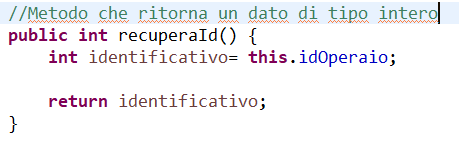 //Metodo che ritorna un dato di tipo intero
public int recuperaId() {
    int identificativo= this.idOperaio;

    return identificativo;
}